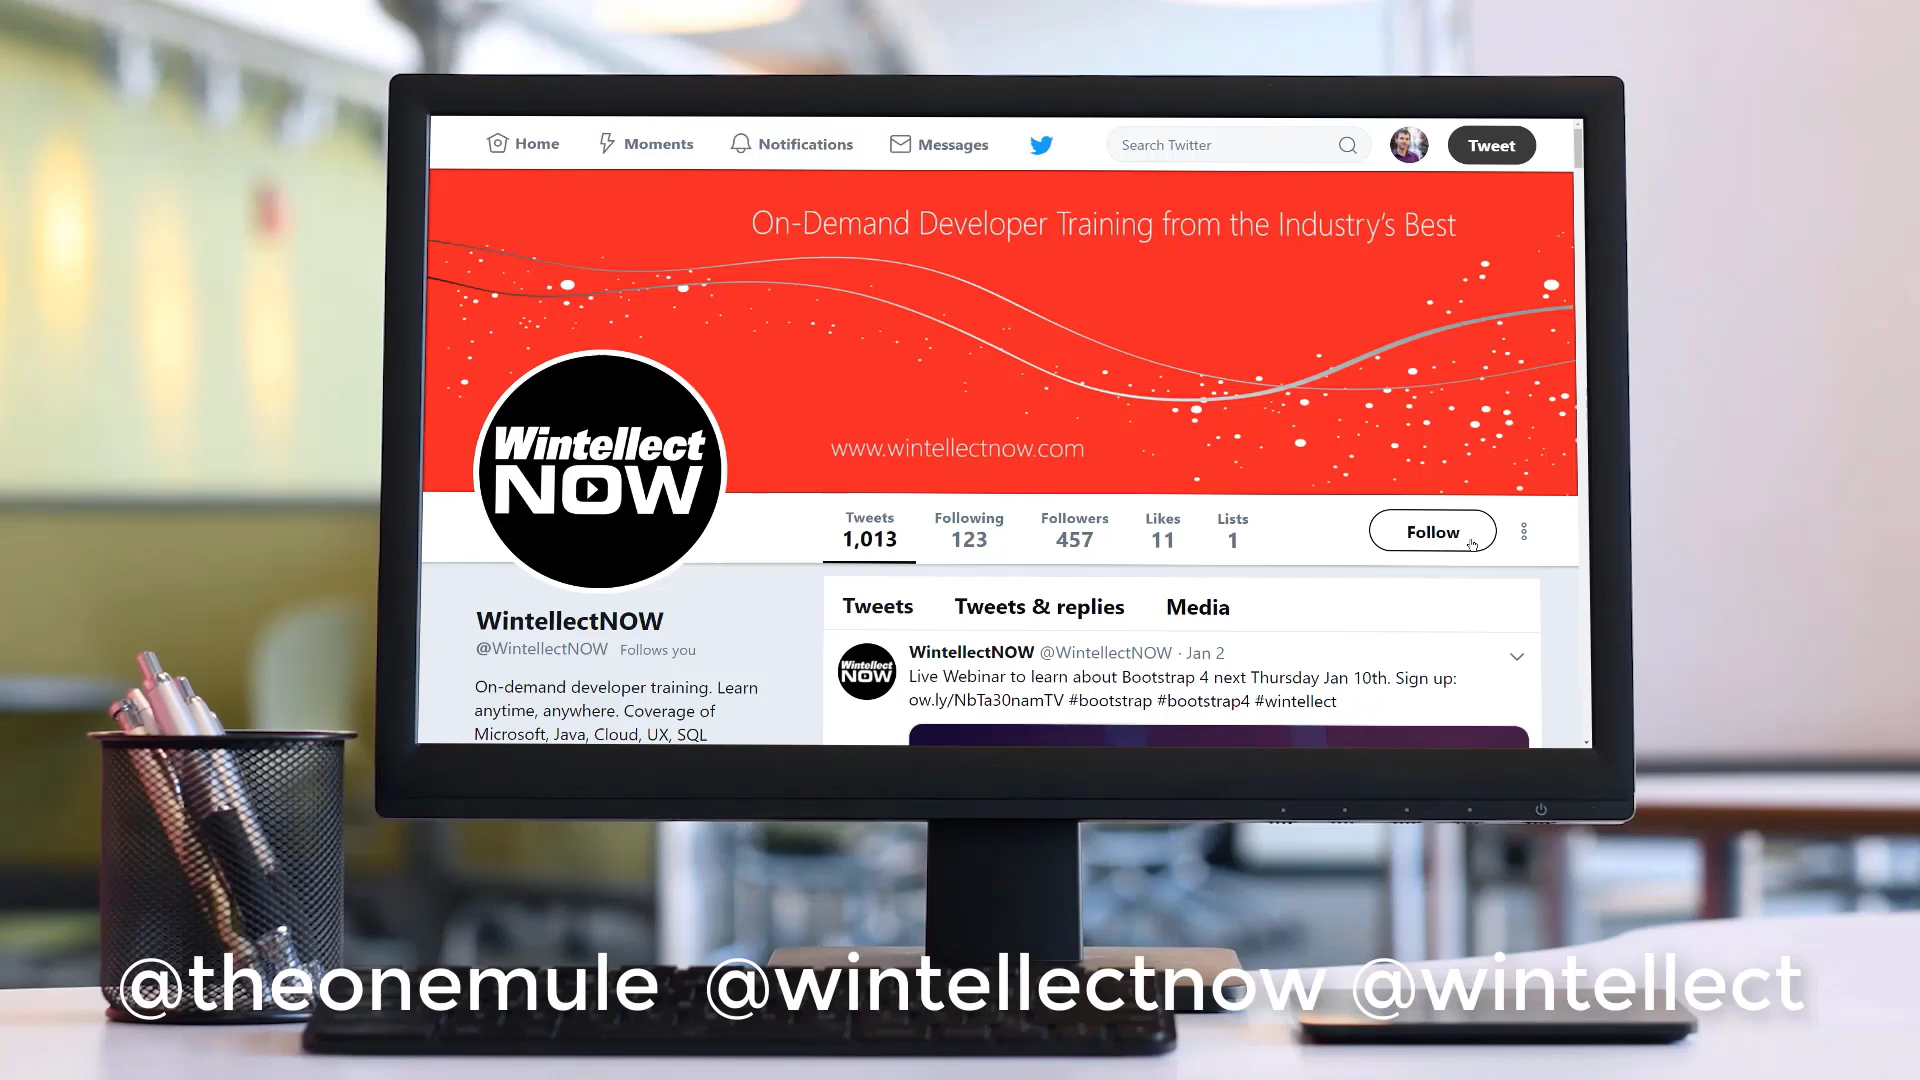 Home Moments Notifications Messages Search Twitter Tweet
On-Demand Developer Training from the Industry's Best
www.wintellectnow.com
Wintellect
NOW
Tweets Following Followers Likes Lists
1,013 123 457 11 1
Follow
WintellectNOW
@WintellectNOW Follows you
On-demand developer training. Learn
anytime, anywhere. Coverage of
Microsoft, Java, Cloud, UX, SQL
Tweets Tweets & replies Media
Wintellect
NOW
WintellectNOW @WintellectNOW · Jan 2
Live Webinar to learn about Bootstrap 4 next Thursday Jan 10th. Sign up:
ow.ly/NbTa30namTV #bootstrap #bootstrap4 #wintellect
@theonemule @wintellectnow @wintellect